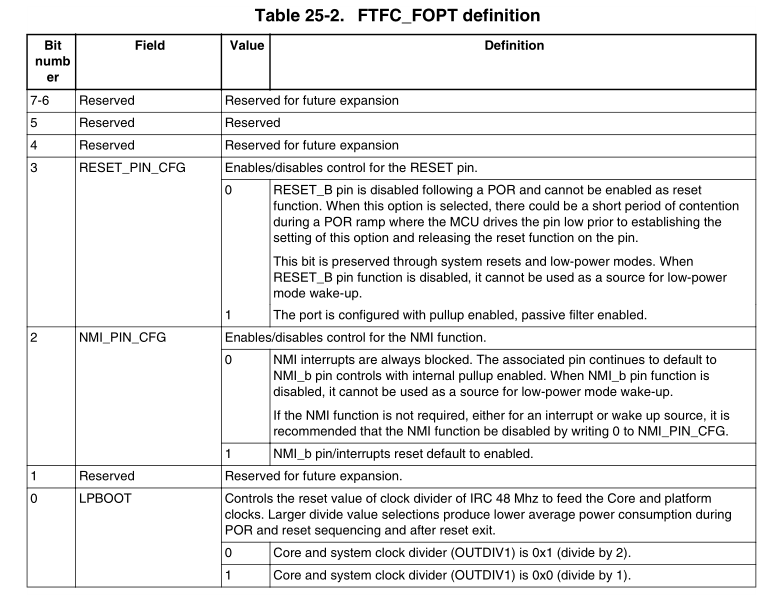 Table 25-2. FTFC_FOPT definition
Bit numb er Field Value Definition
7-6 Reserved Reserved for future expansion
5 Reserved Reserved
4 Reserved Reserved for future expansion
3 RESET_PIN_CFG Enables/disables control for the RESET pin.
0 RESET_B pin is disabled following a POR and cannot be enabled as reset
function. When this option is selected, there could be a short period of contention
during a POR ramp where the MCU drives the pin low prior to establishing the
setting of this option and releasing the reset function on the pin.
This bit is preserved through system resets and low-power modes. When
RESET_B pin function is disabled, it cannot be used as a source for low-power
mode wake-up.
1 The port is configured with pullup enabled, passive filter enabled.
2 NMI_PIN_CFG Enables/disables control for the NMI function.
0 NMI interrupts are always blocked. The associated pin continues to default to
NMI_b pin controls with internal pullup enabled. When NMI_b pin function is
disabled, it cannot be used as a source for low-power mode wake-up.
If the NMI function is not required, either for an interrupt or wake up source, it is
recommended that the NMI function be disabled by writing 0 to NMI_PIN_CFG.
1 NMI_b pin/interrupts reset default to enabled.
1 Reserved Reserved for future expansion.
0 LPBOOT Controls the reset value of clock divider of IRC 48 Mhz to feed the Core and platform
clocks. Larger divide value selections produce lower average power consumption during
POR and reset sequencing and after reset exit.
0 Core and system clock divider (OUTDIV1) is 0x1 (divide by 2).
1 Core and system clock divider (OUTDIV1) is 0x0 (divide by 1).